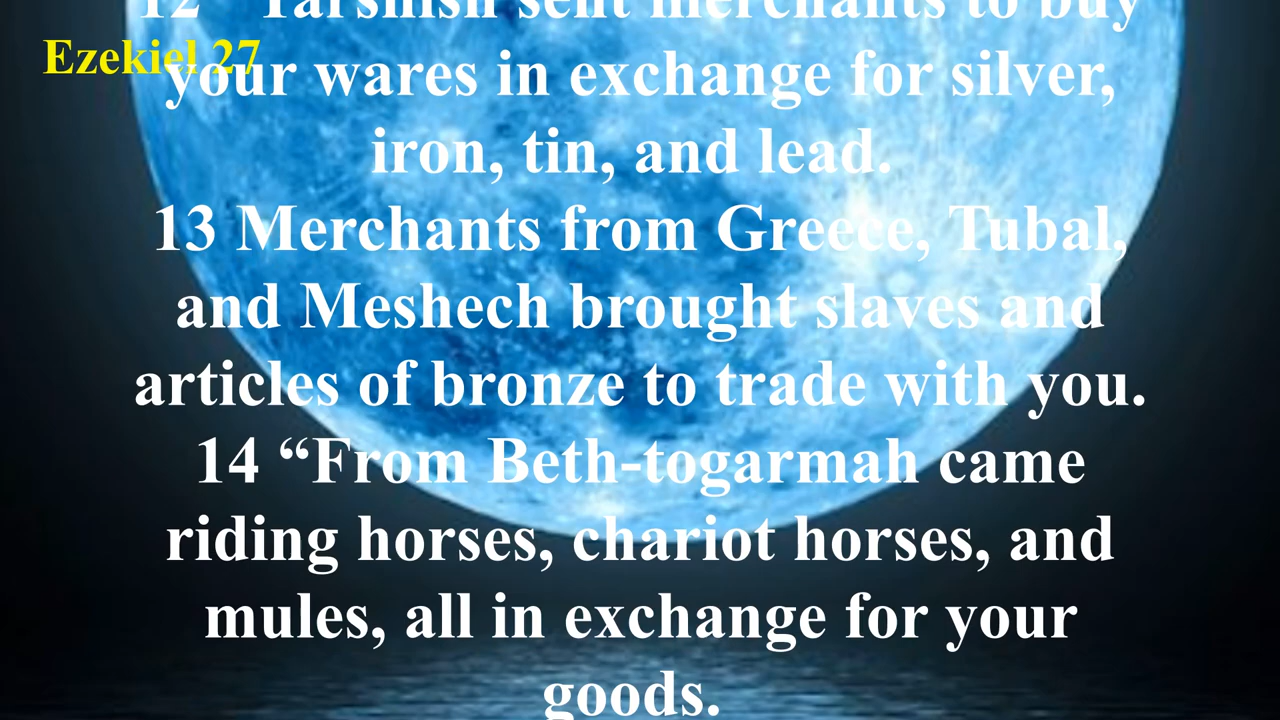 12 “Tarshish sent merchants to buy
Ezekiel 27
your wares in exchange for silver,
iron, tin, and lead.
13 Merchants from Greece, Tubal,
and Meshech brought slaves and
articles of bronze to trade with you.
14 “From Beth-togarmah came
riding horses, chariot horses, and
mules, all in exchange for your
goods.